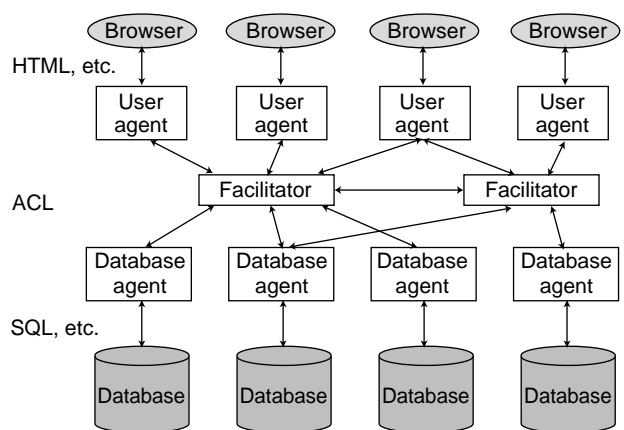 Browser Browser Browser Browser
HTML, etc.
User agent User agent User agent User agent
Facilitator Facilitator
ACL
Database agent Database agent Database agent Database agent
SQL, etc.
Database Database Database Database